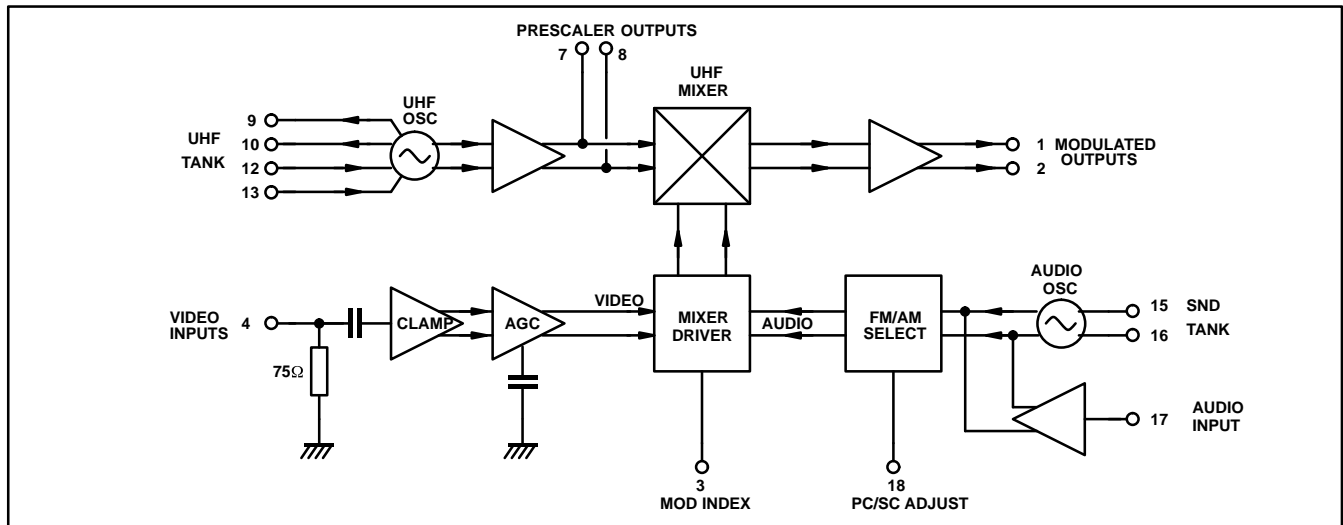 PRESCALER OUTPUTS
7 8
UHF
MIXER
UHF
OSC
9
UHF 10
TANK 12
13
1 MODULATED
2 OUTPUTS
VIDEO
INPUTS
4
75Ω
CLAMP
AGC
VIDEO
MIXER
DRIVER
AUDIO
FM/AM
SELECT
AUDIO
OSC
15 SND
16 TANK
17 AUDIO
INPUT
3
MOD INDEX
18
PC/SC ADJUST